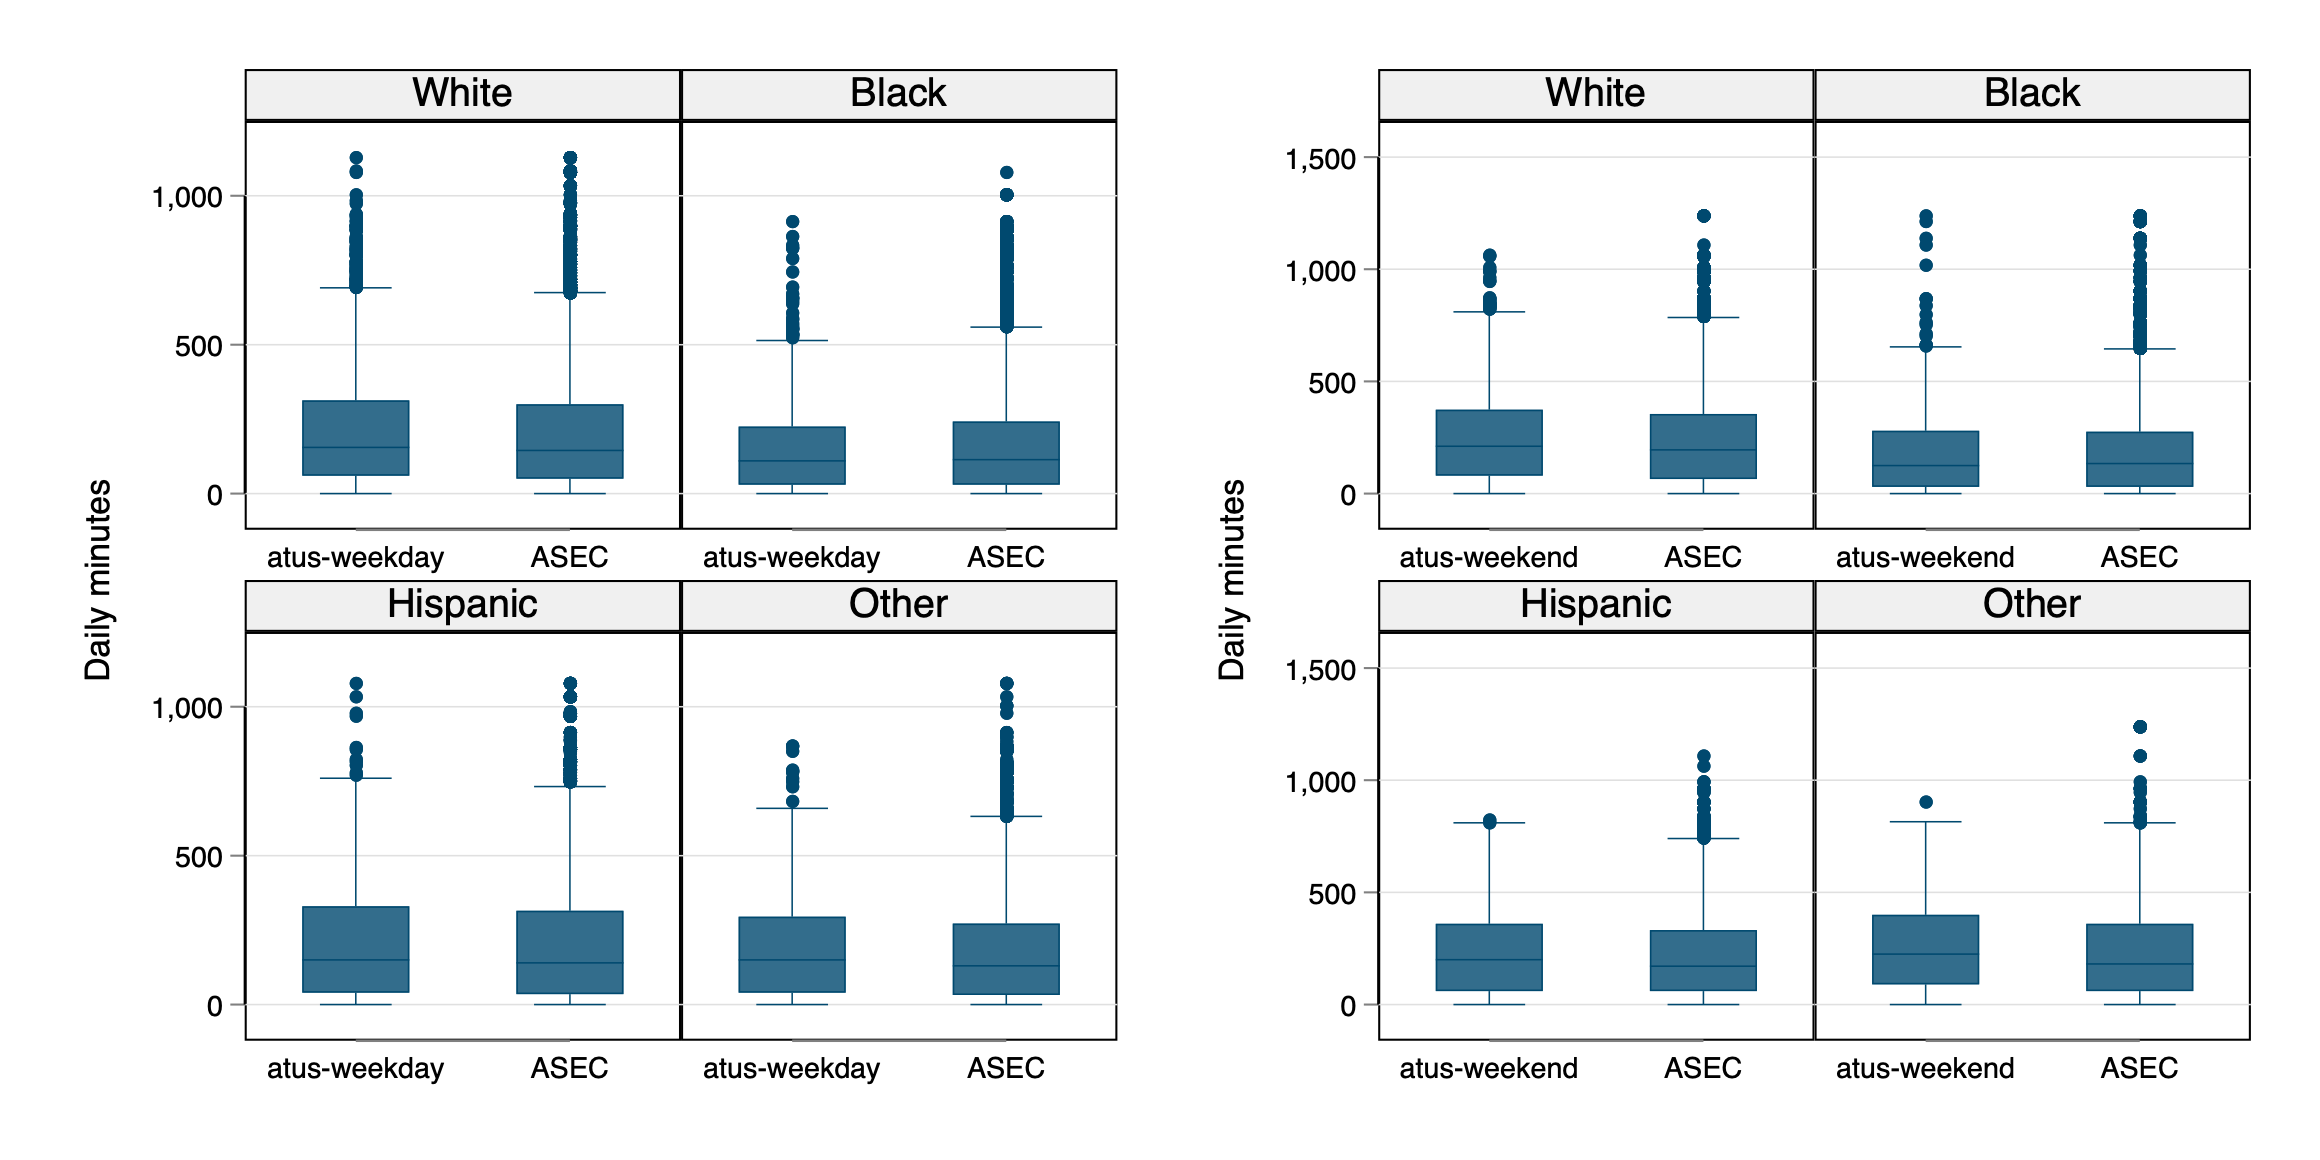 White Black
1,000
500
0
atus-weekday ASEC atus-weekday ASEC
Hispanic Other
1,000
500
0
atus-weekday ASEC atus-weekday ASEC
Daily minutes
White Black
1,500
1,000
500
0
atus-weekend ASEC atus-weekend ASEC
Hispanic Other
1,500
1,000
500
0
atus-weekend ASEC atus-weekend ASEC
Daily minutes